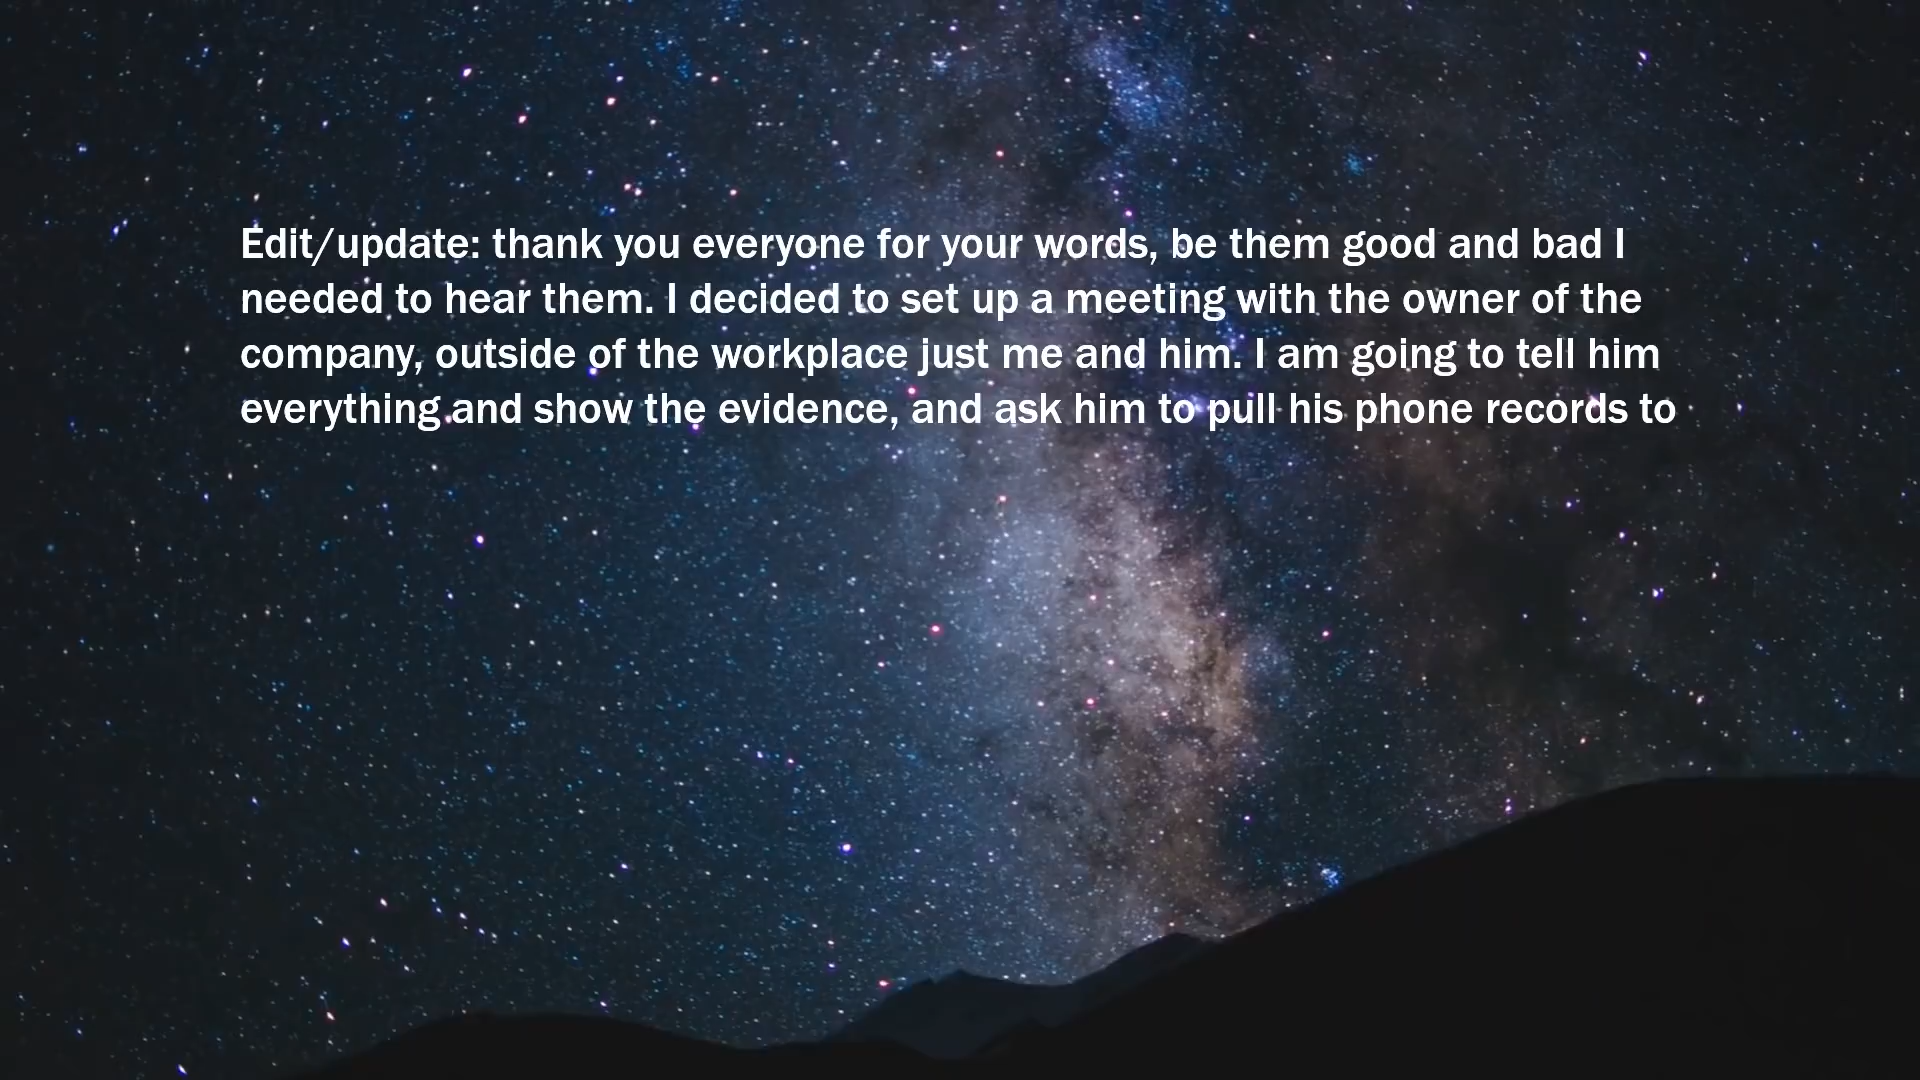 Edit/update: thank you everyone for your words, be them good and bad I
needed to hear them. I decided to set up a meeting with the owner of the
company, outside of the workplace just me and him. I am going to tell him
everything and show the evidence, and ask him to pull his phone records to